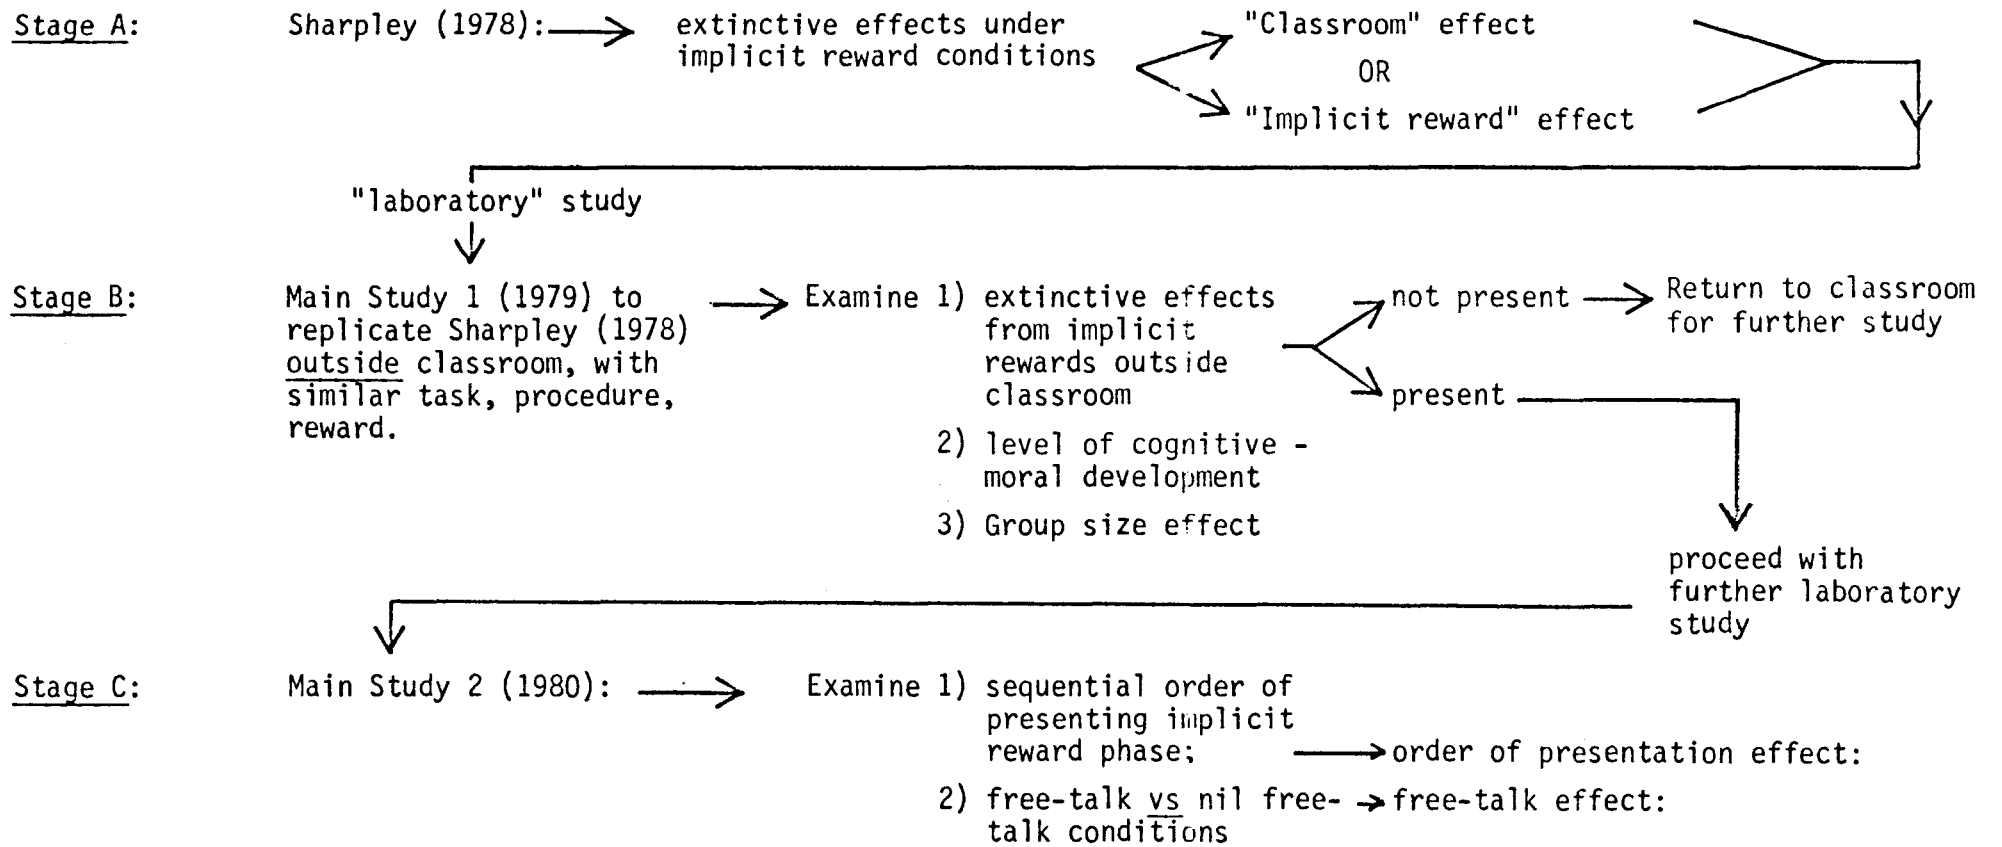 Stage A:
Sharpley (1978):
extinctive effects under
implicit reward conditions
"Classroom" effect
OR
"Implicit reward" effect
"laboratory" study
Stage B:
Main Study 1 (1979) to
replicate Sharpley (1978)
outside classroom, with
similar task, procedure,
reward.
Examine 1) extinctive effects
from implicit
rewards outside
classroom
2) level of cognitive -
moral development
3) Group size effect
not present
Return to classroom
for further study
present
proceed with
further laboratory
study
Stage C:
Main Study 2 (1980):
Examine 1) sequential order of
presenting implicit
reward phase;
order of presentation effect:
2) free-talk vs nil free-
talk conditions
free-talk effect: